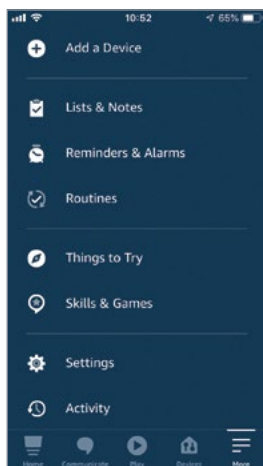 10:52
65%
Add a Device
Lists & Notes
Reminders & Alarms
Routines
Things to Try
Skills & Games
Settings
Activity
Home Communicate Play Devices More